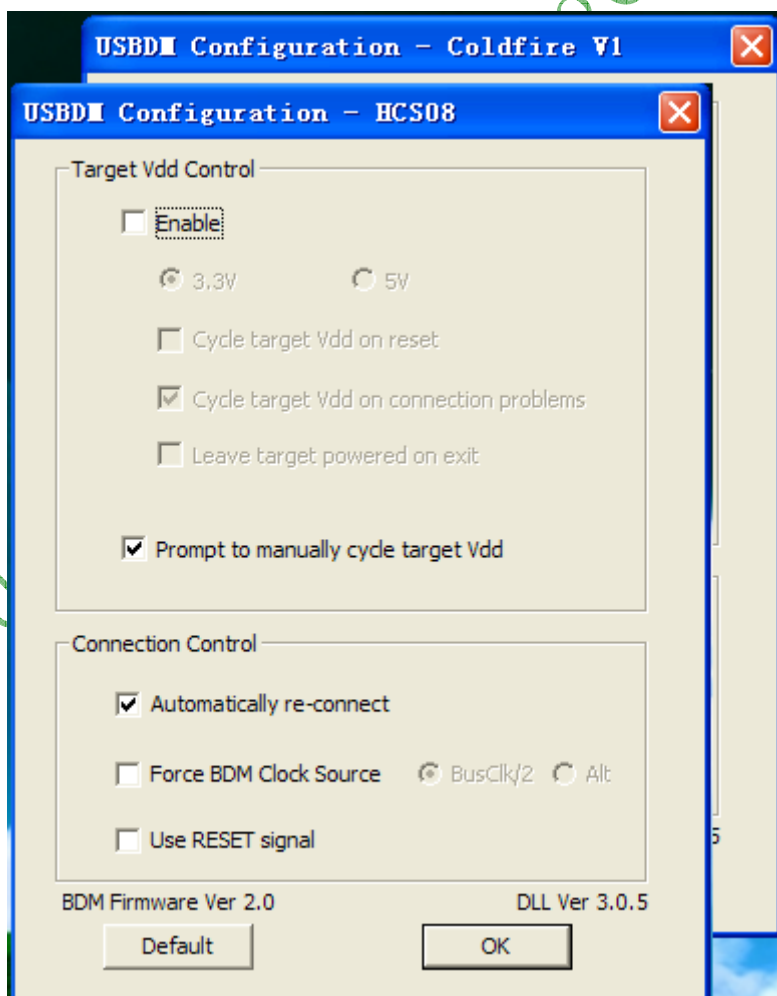 USBDM Configuration - Coldfire V1
USBDM Configuration - HCS08
Target Vdd Control
Enable
3.3V 5V
Cycle target Vdd on reset
Cycle target Vdd on connection problems
Leave target powered on exit
Prompt to manually cycle target Vdd
Connection Control
Automatically re-connect
Force BDM Clock Source BusClk/2 Alt
Use RESET signal
5
BDM Firmware Ver 2.0 DLL Ver 3.0.5
Default OK